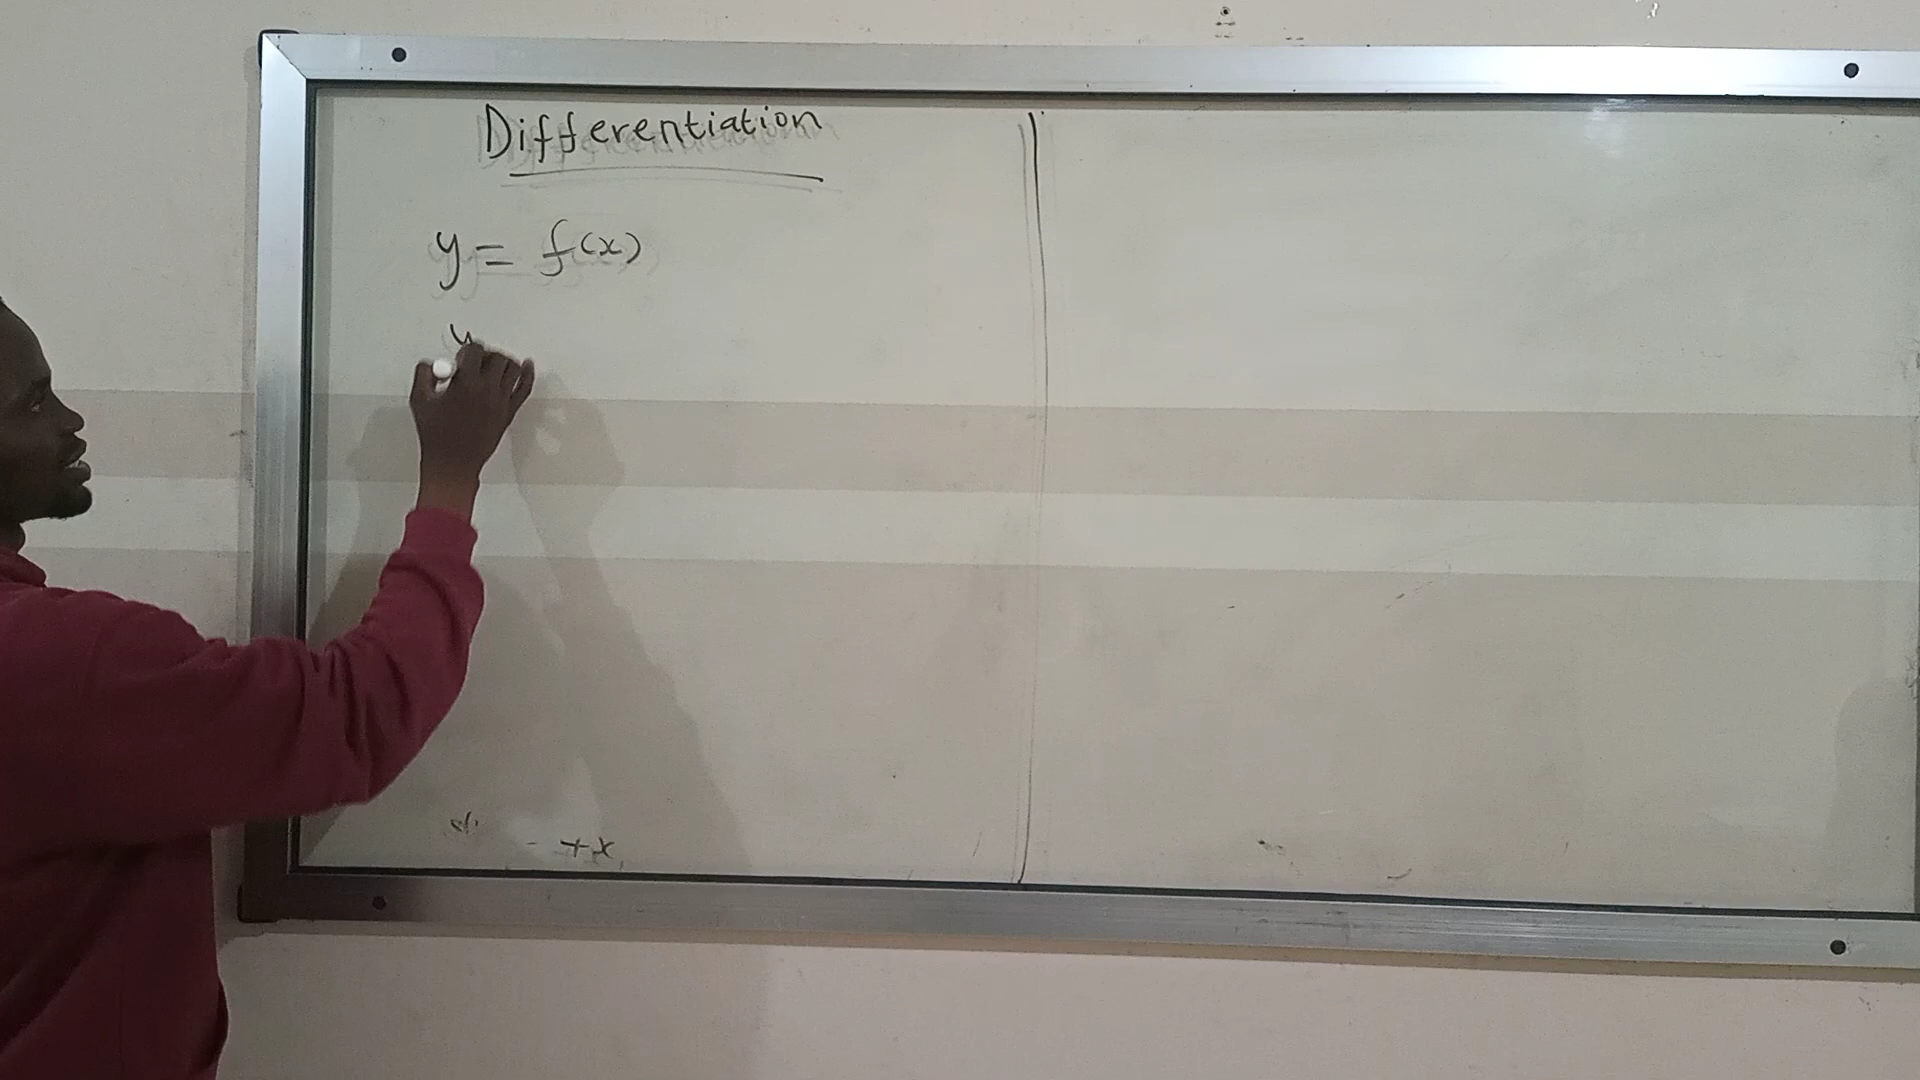 Differentiation
y = f(x)
y
+x